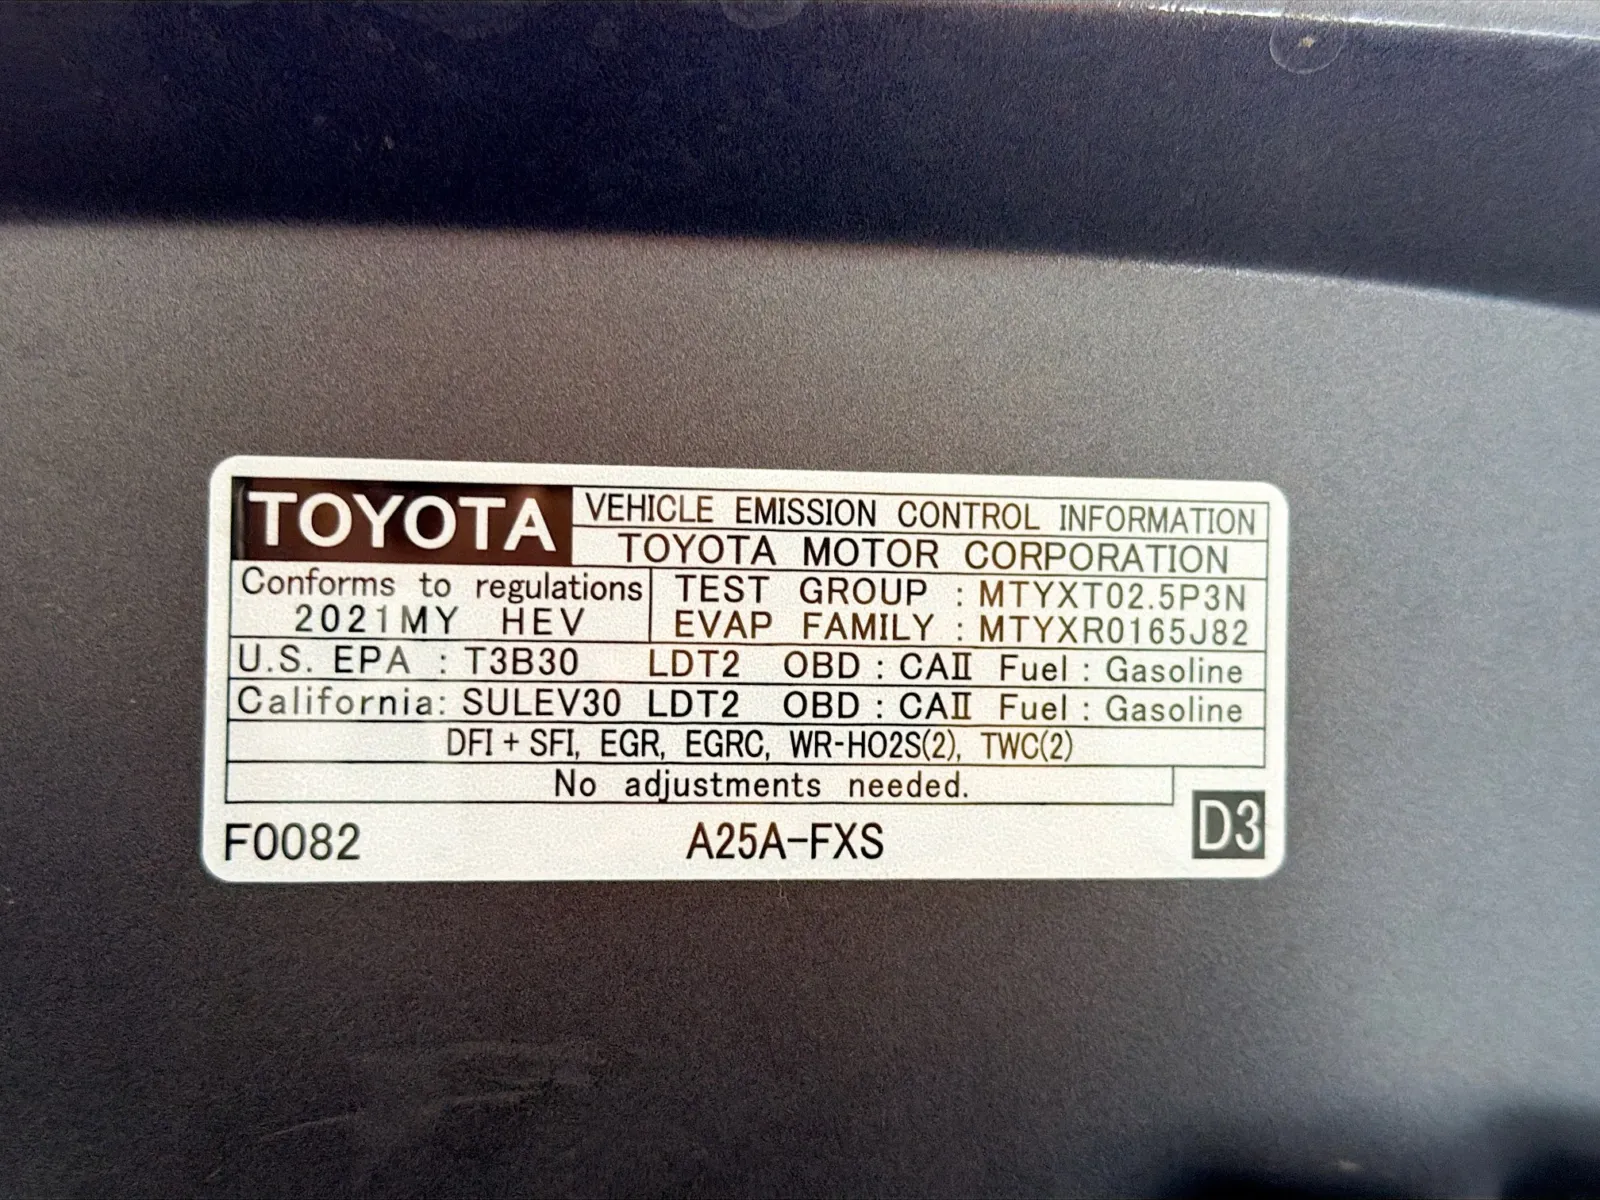 TOYOTA VEHICLE EMISSION CONTROL INFORMATION
TOYOTA MOTOR CORPORATION
Conforms to regulations TEST GROUP : MTYXT02.5P3N
2021MY HEV EVAP FAMILY : MTYXR0165J82
U.S. EPA : T3B30 LDT2 OBD : CAⅡ Fuel : Gasoline
California: SULEV30 LDT2 OBD : CAⅡ Fuel : Gasoline
DFI + SFI, EGR, EGRC, WR-HO2S(2), TWC(2)
No adjustments needed.
F0082 A25A-FXS D3